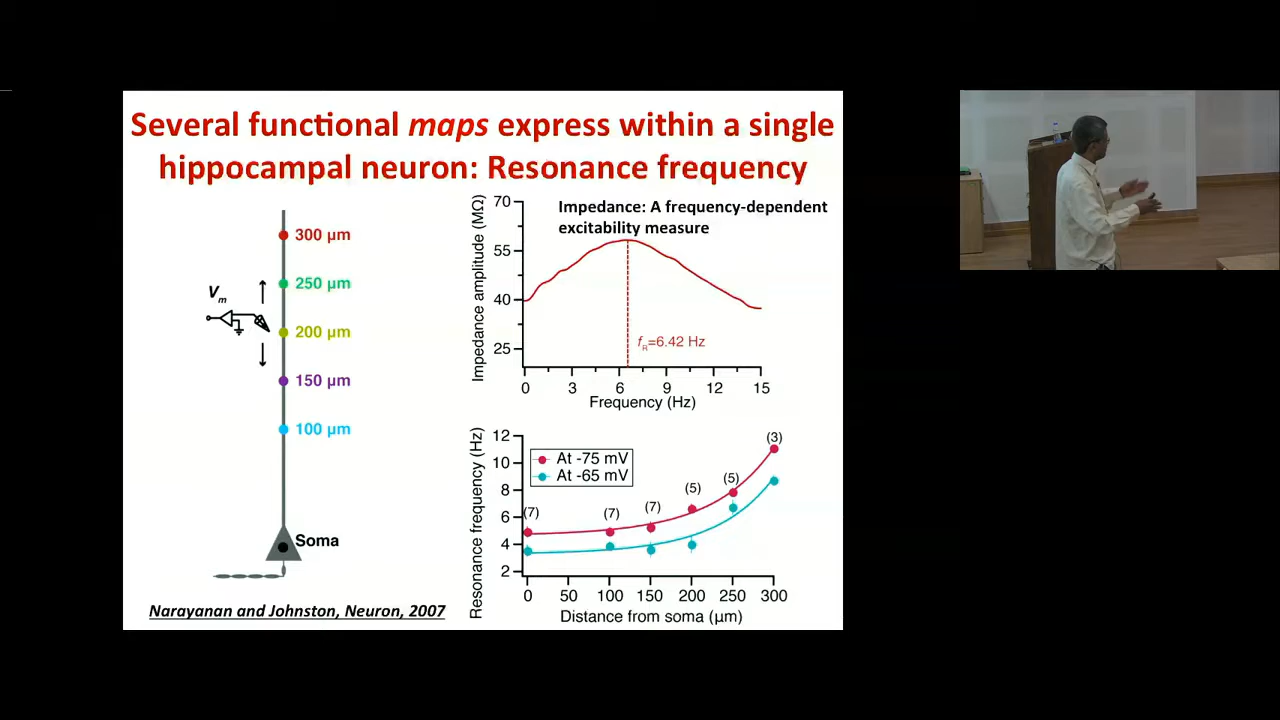 Several functional maps express within a single
hippocampal neuron: Resonance frequency
300 µm
250 µm
Vm
200 µm
150 µm
100 µm
Soma
Narayanan and Johnston, Neuron, 2007
Impedance: A frequency-dependent
excitability measure
Impedance amplitude (MΩ)
70
55
40
25
fR=6.42 Hz
0 3 6 9 12 15
Frequency (Hz)
Resonance frequency (Hz)
12
10
8
6
4
2
At -75 mV
At -65 mV
(7) (7) (7) (5) (5) (3)
0 50 100 150 200 250 300
Distance from soma (µm)